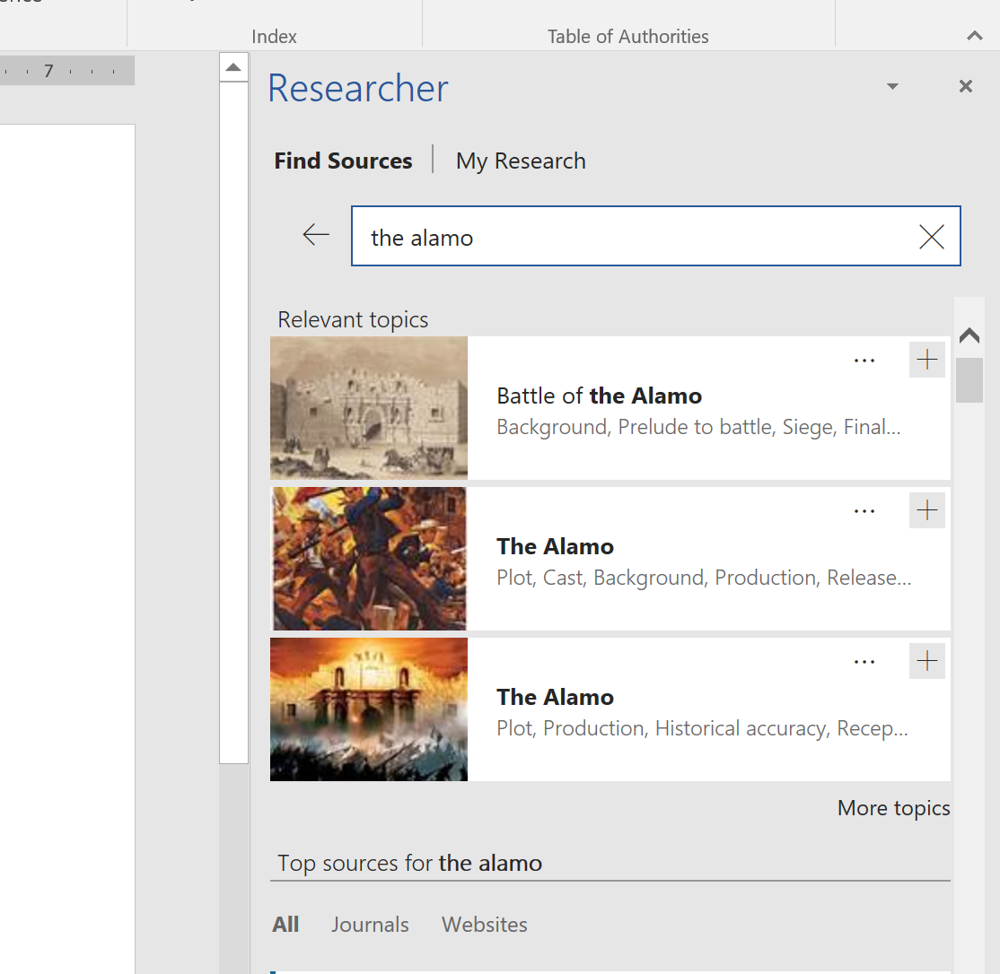 Index
Table of Authorities
7
Researcher
Find Sources
My Research
the alamo
Relevant topics
Battle of the Alamo
Background, Prelude to battle, Siege, Final...
The Alamo
Plot, Cast, Background, Production, Release...
The Alamo
Plot, Production, Historical accuracy, Recep...
More topics
Top sources for the alamo
All Journals Websites